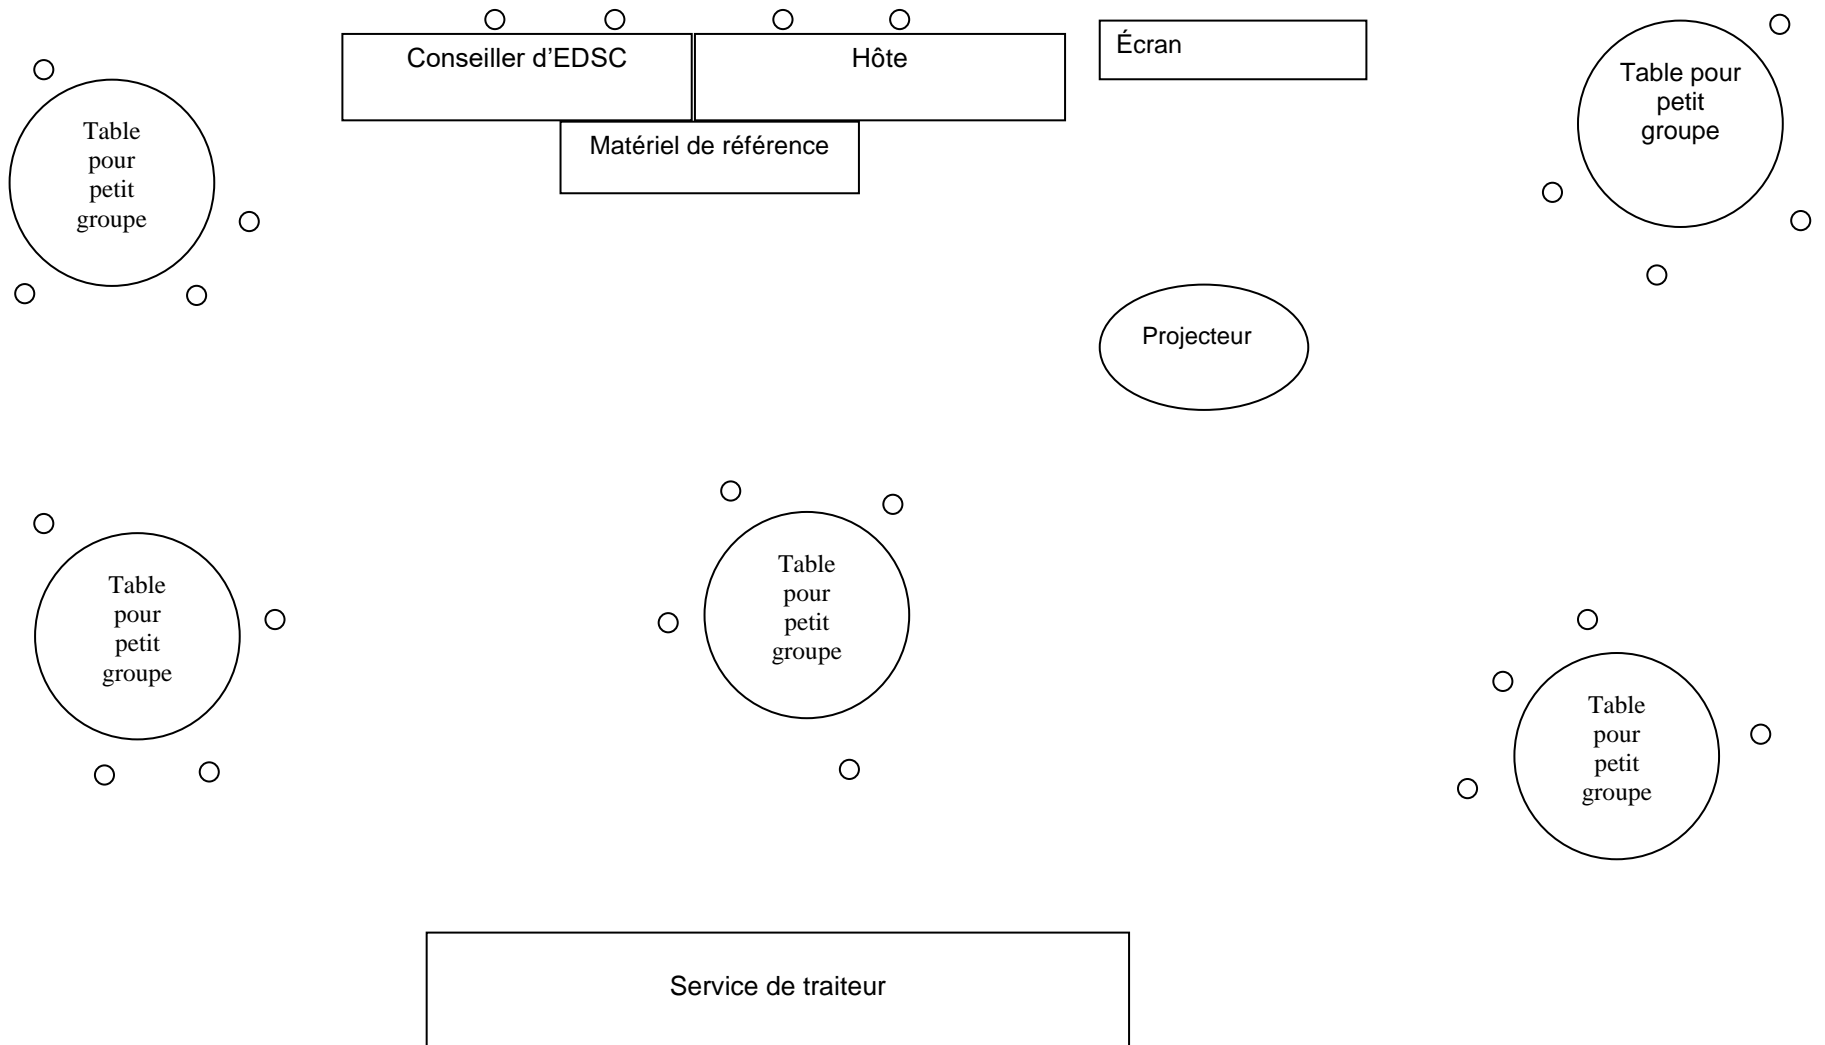 Conseiller d’EDSC
Hôte
Écran
Matériel de référence
Table
pour
petit
groupe
Table pour
petit
groupe
Projecteur
Table
pour
petit
groupe
Table
pour
petit
groupe
Table
pour
petit
groupe
Service de traiteur